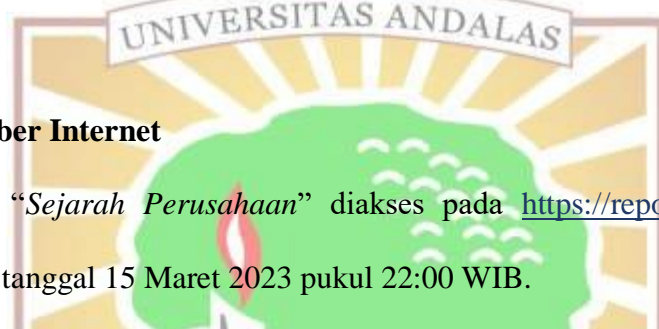 UNIVERSITAS ANDALAS
ber Internet
“Sejarah Perusahaan” diakses pada https://repo
tanggal 15 Maret 2023 pukul 22:00 WIB.